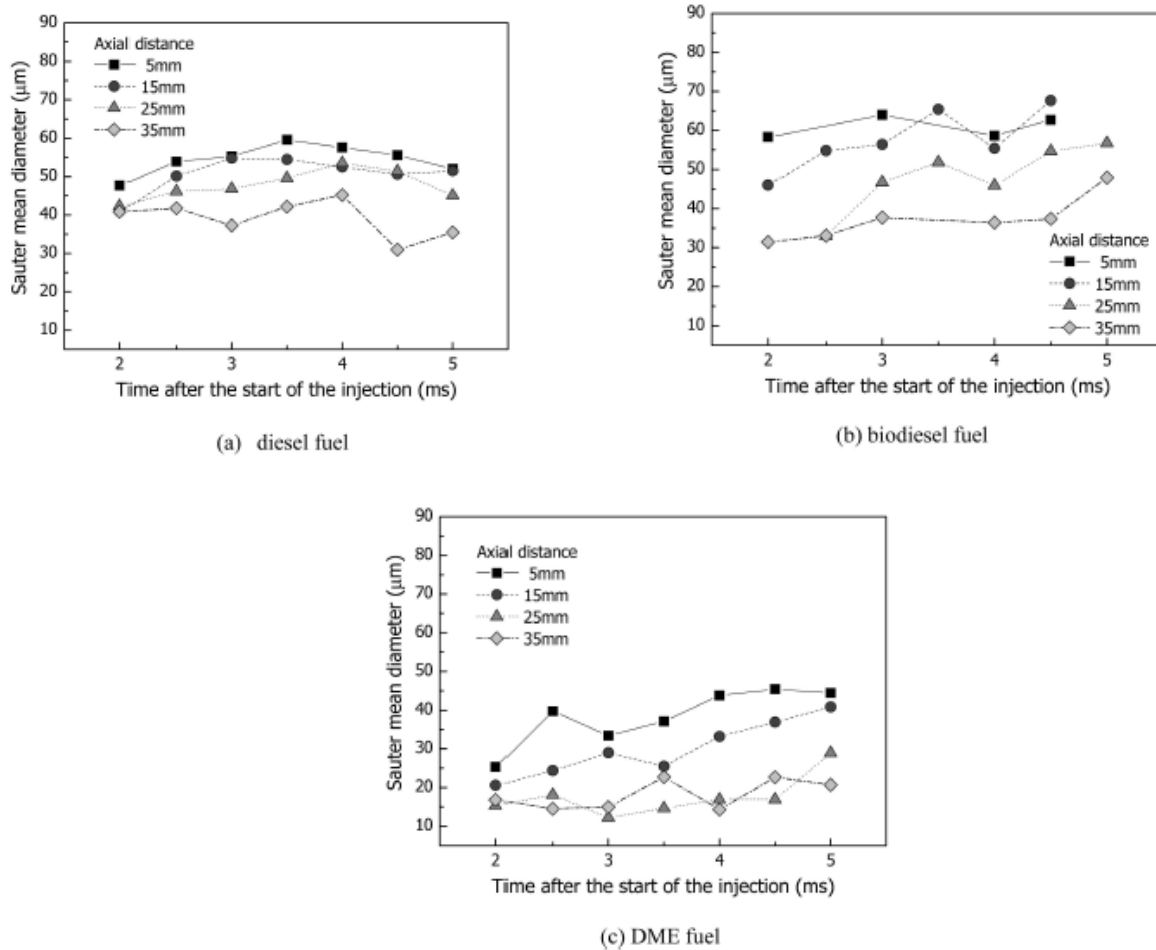 90
80
70
60
50
40
30
20
10
Sauter mean diameter (μm)
Axial distance
5mm
15mm
25mm
35mm
2 3 4 5
Time after the start of the injection (ms)
(a) diesel fuel
90
80
70
60
50
40
30
20
10
Sauter mean diameter (μm)
Axial distance
5mm
15mm
25mm
35mm
2 3 4 5
Time after the start of the injection (ms)
(b) biodiesel fuel
90
80
70
60
50
40
30
20
10
Sauter mean diameter (μm)
Axial distance
5mm
15mm
25mm
35mm
2 3 4 5
Time after the start of the injection (ms)
(c) DME fuel